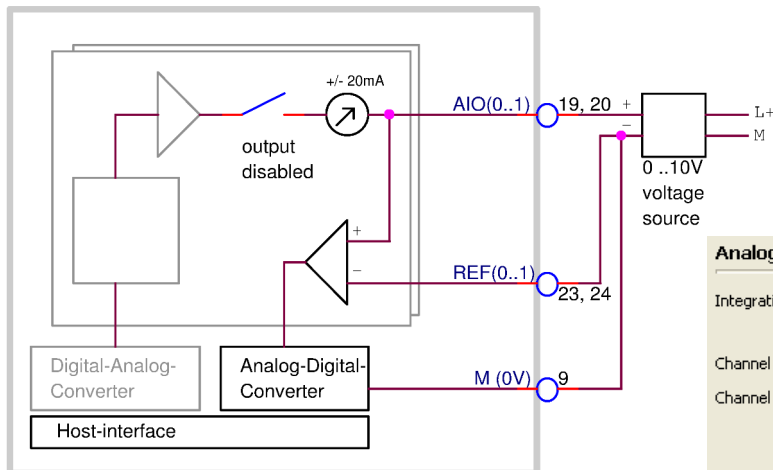 +/- 20mA
AIO(0..1)
19, 20
+
L+
−
M
output
disabled
0 ..10V
voltage
source
+
−
REF(0..1)
23, 24
Analog
Integrati
Channel
Channel
Digital-Analog-
Converter
Analog-Digital-
Converter
M (0V)
9
Host-interface